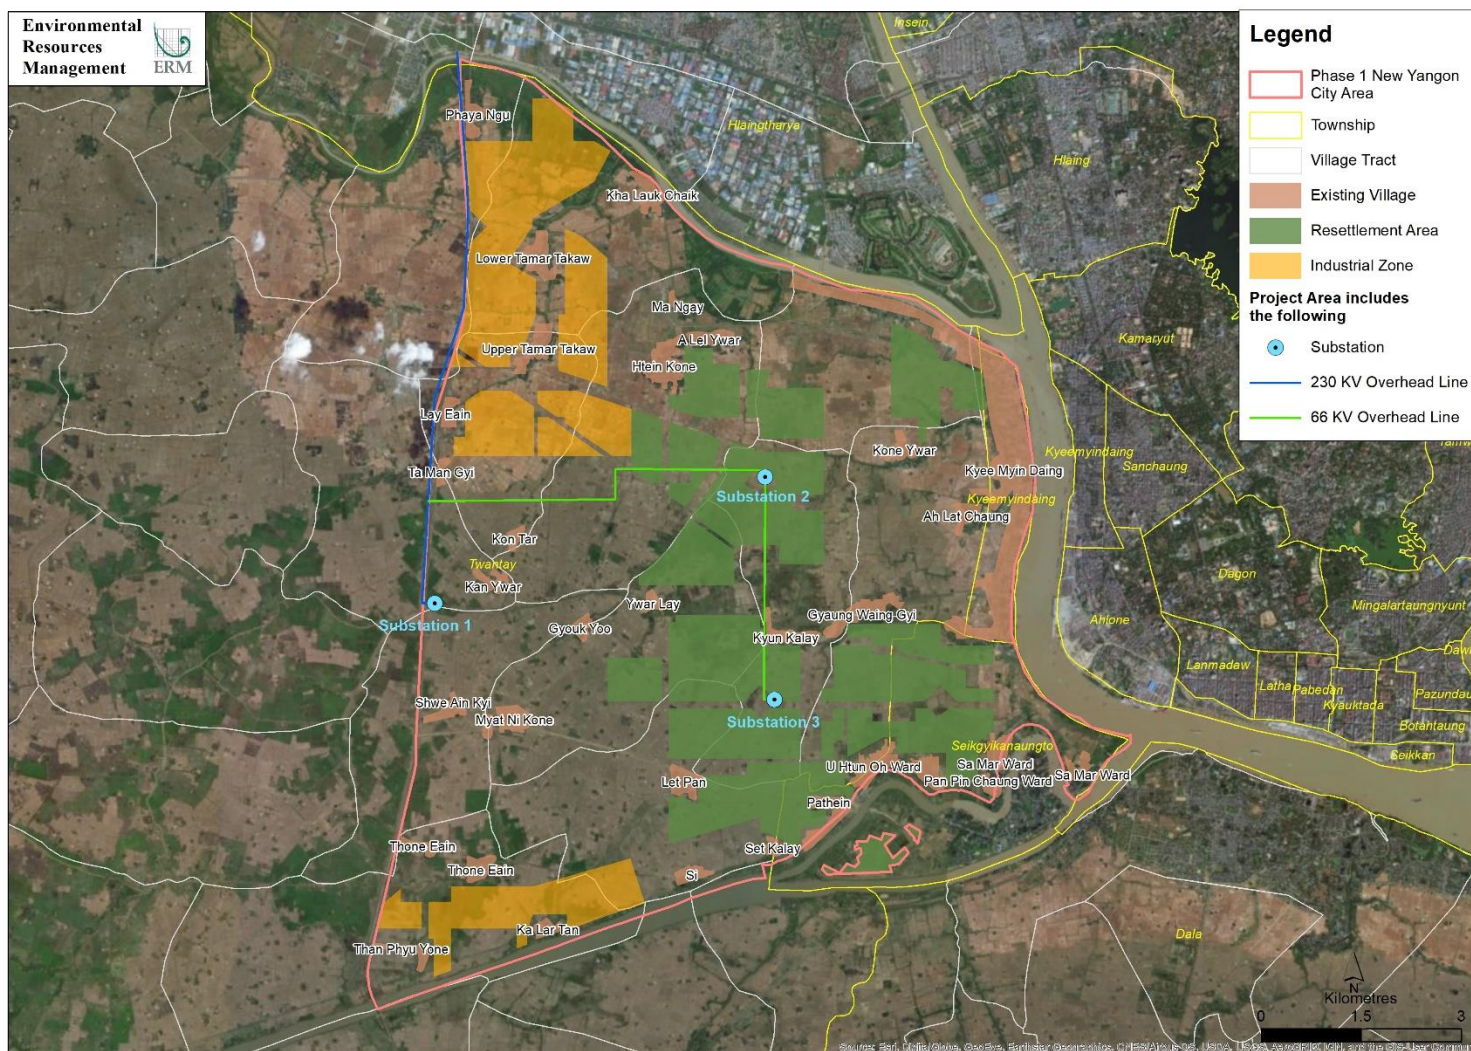 Environmental
Resources
Management
ERM
Legend
Phase 1 New Yangon
City Area
Township
Village Tract
Existing Village
Resettlement Area
Industrial Zone
Project Area includes
the following
Substation
230 KV Overhead Line
66 KV Overhead Line
Insein
Phaya Ngu
Hlaingtharya
Hlaing
Kha Lauk Chaik
Lower Tamar Takaw
Ma Ngay
A Lel Ywar
Upper Tamar Takaw
Htein Kone
Kamaryut
Lay Eain
Kone Ywar
Kyeemyindaing
Sanchaung
Ta Man Gyi
Kyee Myin Daing
Substation 2
Kyeemyindaing
Ah Lat Chaung
Kon Tar
Twantay
Kan Ywar
Dagon
Ywar Lay
Mingalartaungnyunt
Substation 1
Gyouk Yoo
Gyaung Waing Gyi
Ahlone
Kyun Kalay
Lanmadaw
Latha
Pabedan
Kyauktada
Pazundau
Botahtaung
Shwe Ain Kyi
Myat Ni Kone
Substation 3
Seikgyikanaungto
Seikkan
U Htun Oh Ward
Sa Mar Ward
Pan Pin Chaung Ward
Sa Mar Ward
Let Pan
Pathein
Thone Eain
Set Kalay
Thone Eain
Si
Ka Lar Tan
Than Phyu Yone
Dala
N
Kilometres
0
1.5
3